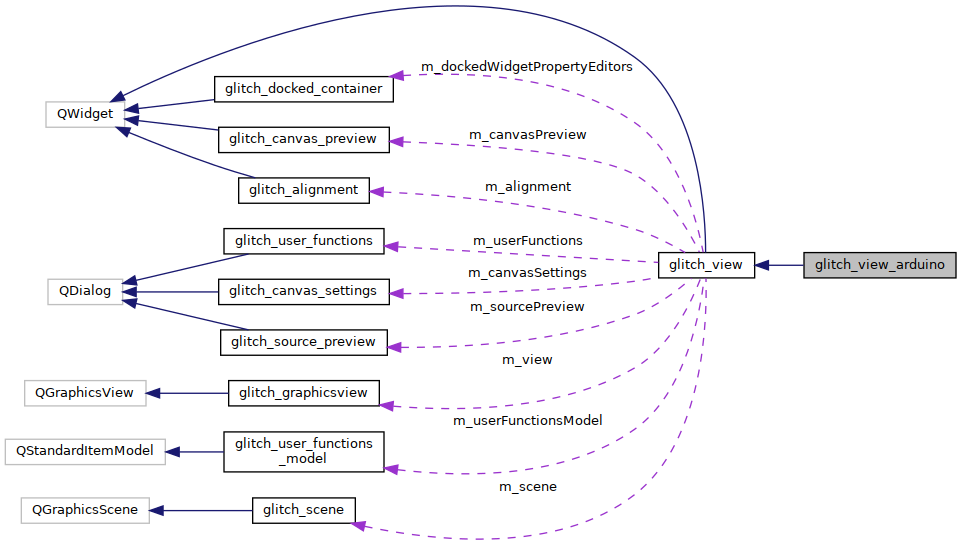 m_dockedWidgetPropertyEditors
glitch_docked_container
QWidget
glitch_canvas_preview
m_canvasPreview
glitch_alignment
m_alignment
glitch_user_functions
m_userFunctions
glitch_view
glitch_view_arduino
QDialog
glitch_canvas_settings
m_canvasSettings
m_sourcePreview
glitch_source_preview
m_view
QGraphicsView
glitch_graphicsview
m_userFunctionsModel
QStandardItemModel
glitch_user_functions
_model
m_scene
QGraphicsScene
glitch_scene